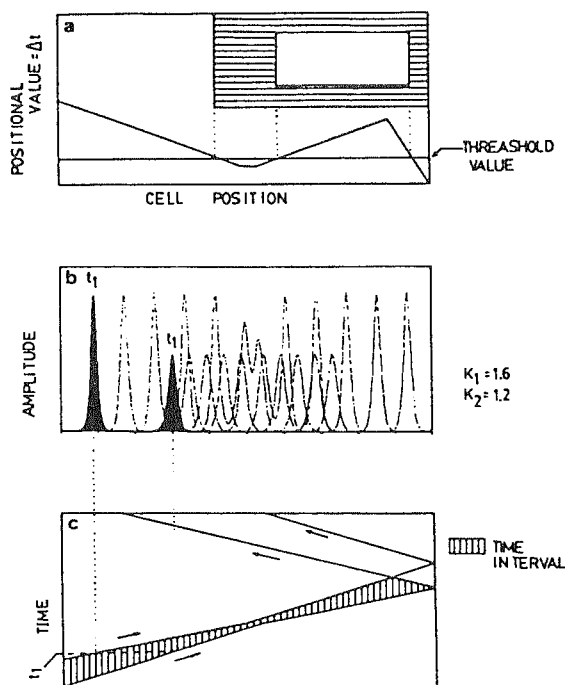 a
POSITIONAL
VALUE = Δt
THRESHOLD
VALUE
CELL POSITION
b
t1
t1
AMPLITUDE
K1 = 1.6
K2 = 1.2
c
TIME
INTERVAL
TIME
t1